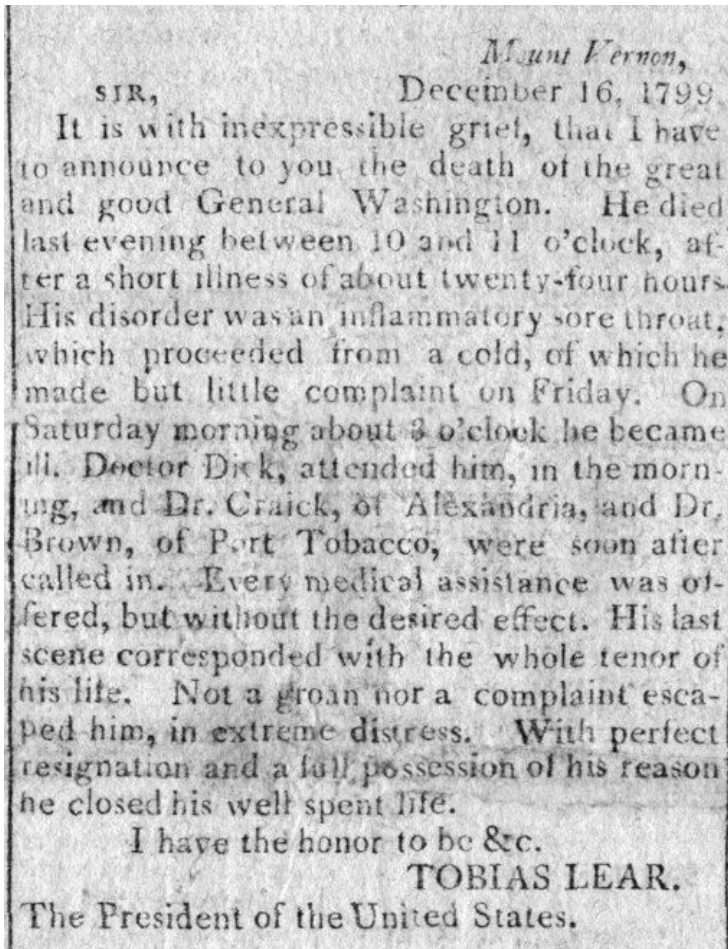 Mount Vernon,
SIR, December 16, 1799
It is with inexpressible grief, that I have
to announce to you the death of the great
and good General Washington. He died
last evening between 10 and 11 o'clock, af-
ter a short illness of about twenty-four hours.
His disorder was an inflammatory sore throat;
which proceeded from a cold, of which he
made but little complaint on Friday. On
Saturday morning about 3 o'clock he became
ill. Doctor Dick, attended him, in the morn-
ing, and Dr. Craick, of Alexandria, and Dr.
Brown, of Port Tobacco, were soon after
called in. Every medical assistance was of-
fered, but without the desired effect. His last
scene corresponded with the whole tenor of
his life. Not a groan nor a complaint esca-
ped him, in extreme distress. With perfect
resignation and a full possession of his reason
he closed his well spent life.
I have the honor to be &c.
TOBIAS LEAR.
The President of the United States.